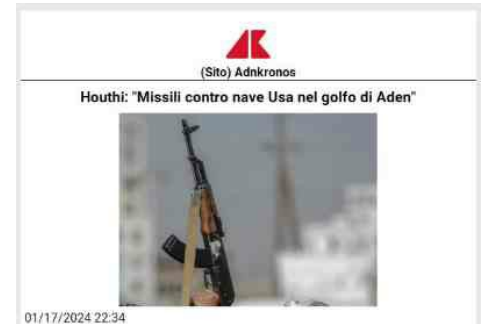 (Sito) Adnkronos
Houthi: "Missili contro nave Usa nel golfo di Aden"
01/17/2024 22:34